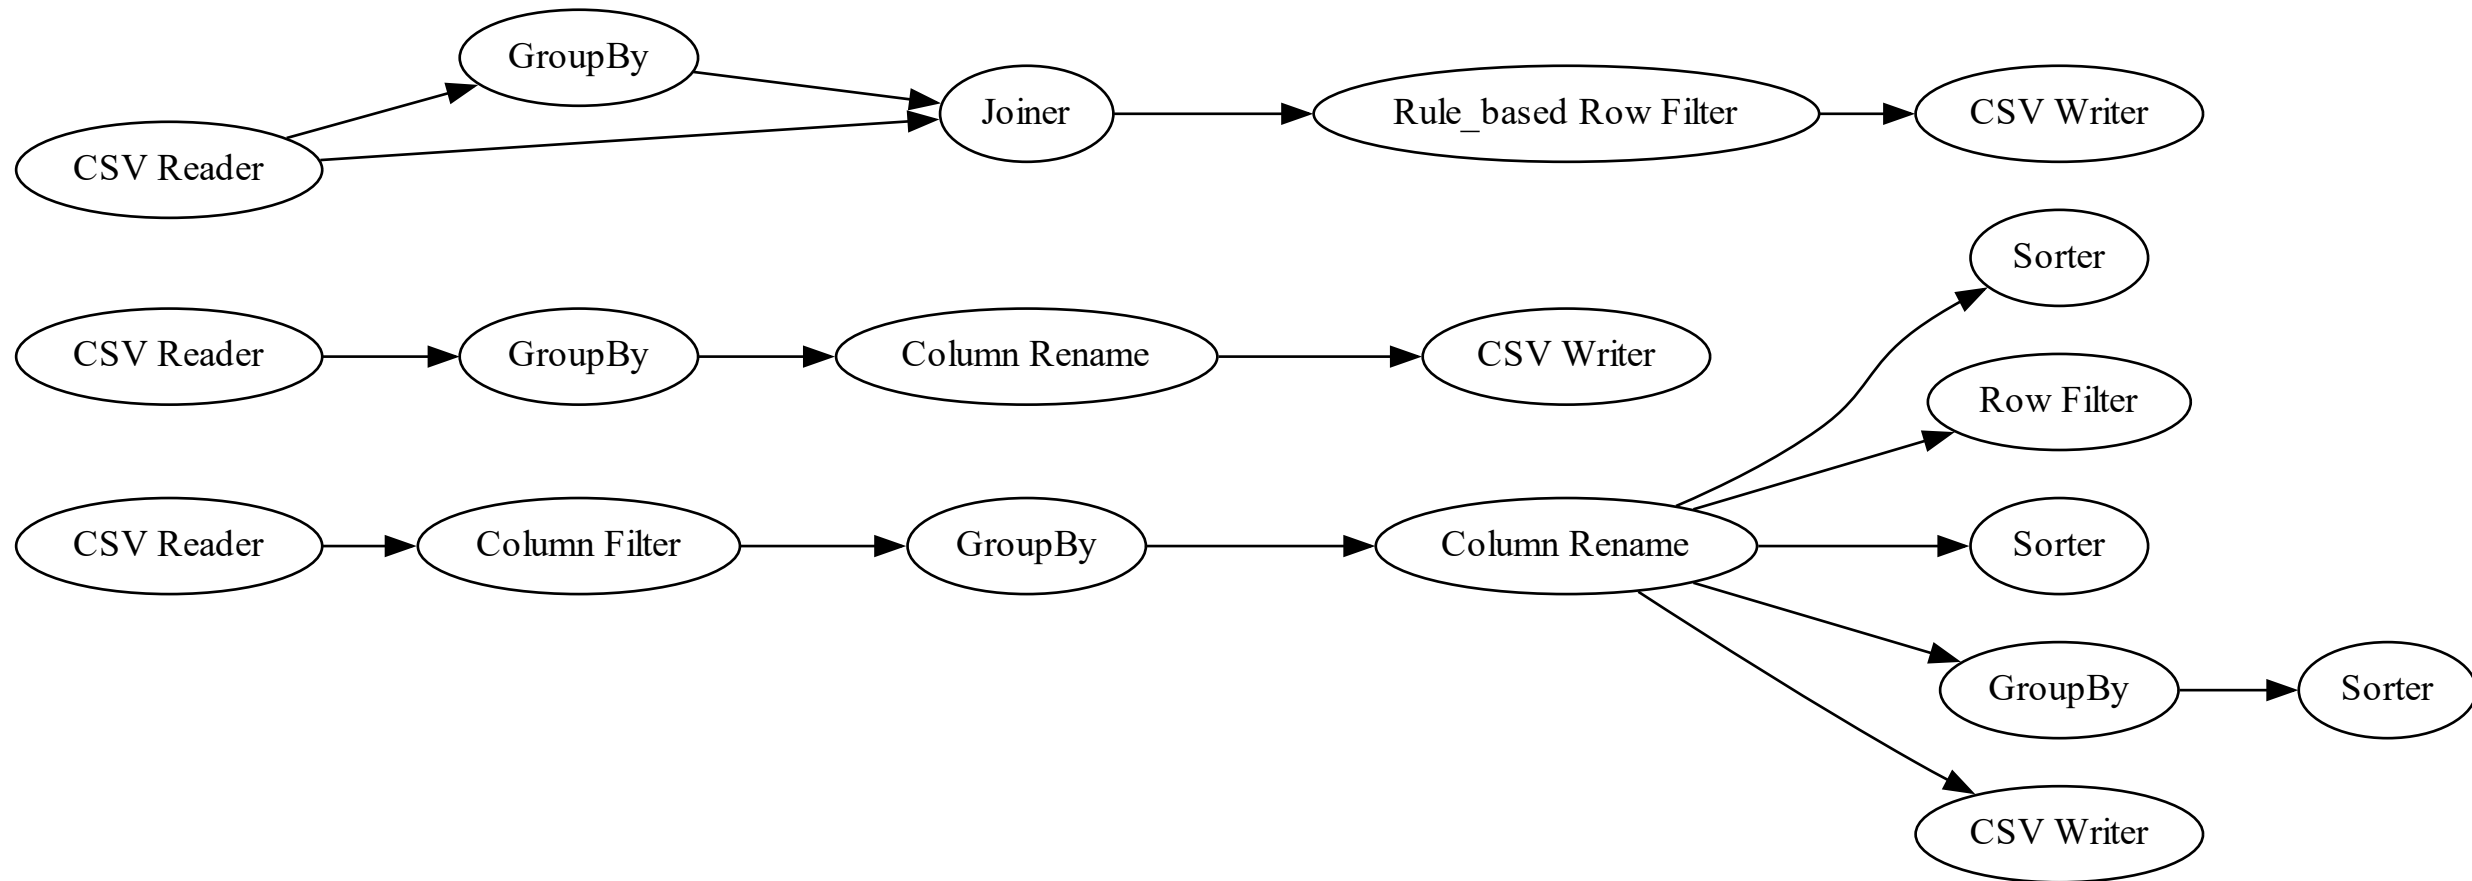 GroupBy
CSV Reader
Joiner
Rule_based Row Filter
CSV Writer
CSV Reader
GroupBy
Column Rename
CSV Writer
CSV Reader
Column Filter
GroupBy
Column Rename
Sorter
Row Filter
Sorter
GroupBy
Sorter
CSV Writer